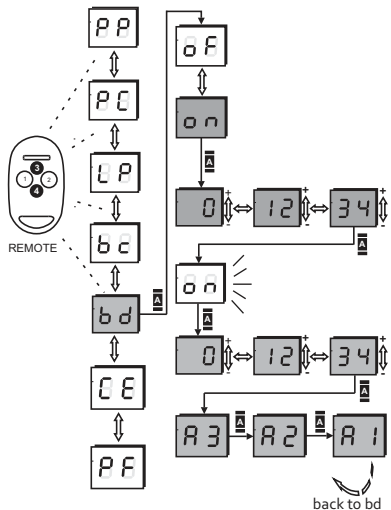 PP
PC
LP
bc
bd
CE
PF
3
1
2
4
REMOTE
A
oF
on
A
0
12
34
+
-
+
-
+
-
A
on
A
0
12
34
+
-
+
-
+
-
A
A3
A
A2
A
A1
back to bd